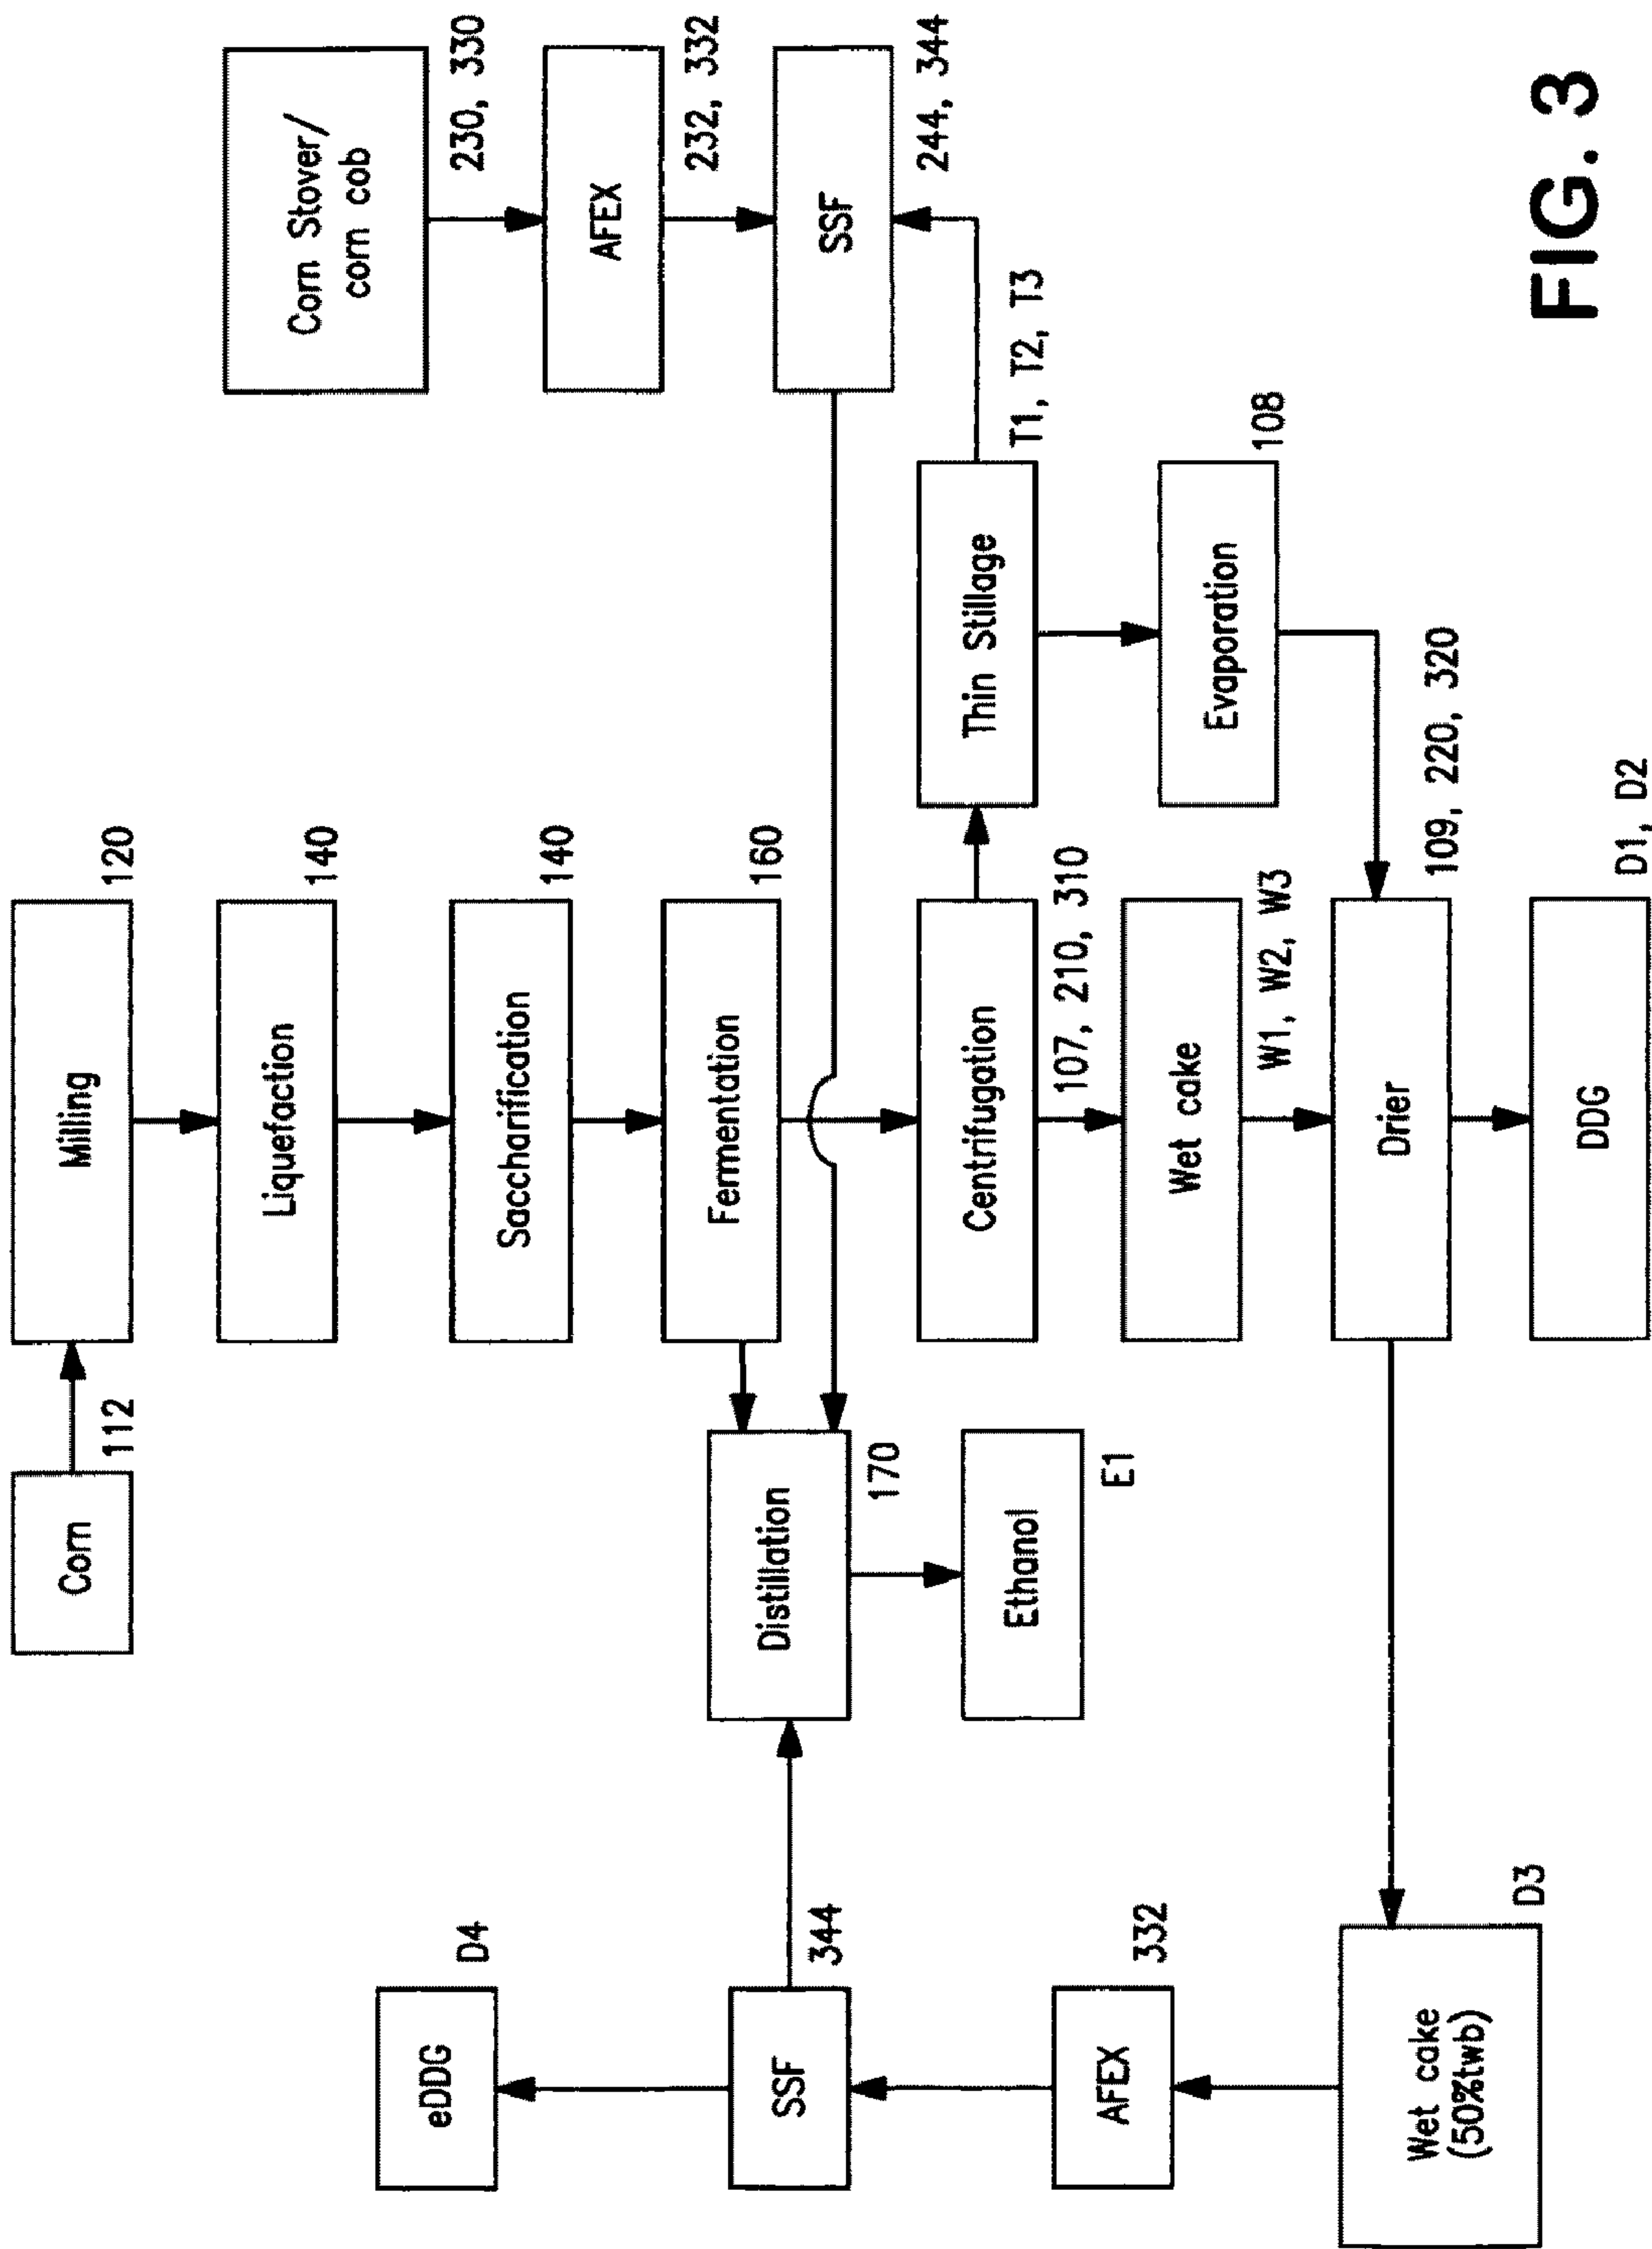 Corn
112
Milling
120
Liquefaction
140
Saccharification
140
Fermentation
160
Corn Stover/
corn cob
230, 330
AFEX
232, 332
SSF
244, 344
eDDG
D4
SSF
344
Distillation
170
Ethanol
E1
Centrifugation
107, 210, 310
Thin Stillage
T1, T2, T3
AFEX
332
Wet cake
W1, W2, W3
Evaporation
108
Wet cake
(50%twb)
D3
Drier
109, 220, 320
DDG
D1, D2
FIG. 3